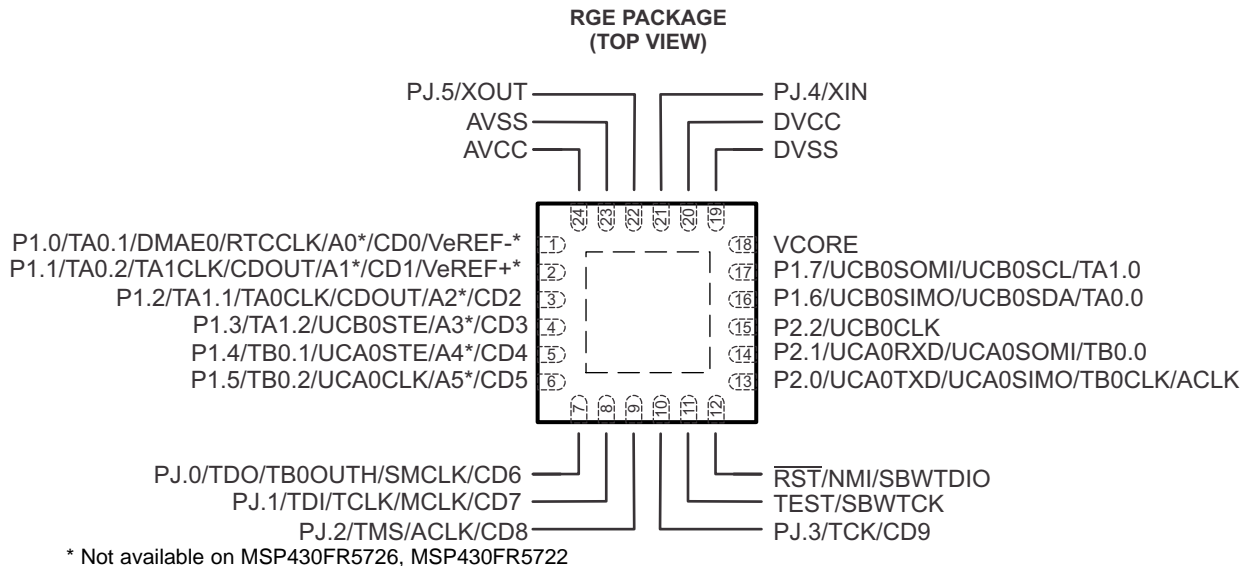 RGE PACKAGE
(TOP VIEW)
PJ.5/XOUT
AVSS
AVCC
PJ.4/XIN
DVCC
DVSS
24
23
22
21
20
19
P1.0/TA0.1/DMAE0/RTCCLK/A0*/CD0/VeREF-*
P1.1/TA0.2/TA1CLK/CDOUT/A1*/CD1/VeREF+*
P1.2/TA1.1/TA0CLK/CDOUT/A2*/CD2
P1.3/TA1.2/UCB0STE/A3*/CD3
P1.4/TB0.1/UCA0STE/A4*/CD4
P1.5/TB0.2/UCA0CLK/A5*/CD5
1
2
3
4
5
6
18
17
16
15
14
13
VCORE
P1.7/UCB0SOMI/UCB0SCL/TA1.0
P1.6/UCB0SIMO/UCB0SDA/TA0.0
P2.2/UCB0CLK
P2.1/UCA0RXD/UCA0SOMI/TB0.0
P2.0/UCA0TXD/UCA0SIMO/TB0CLK/ACLK
7
8
9
10
11
12
PJ.0/TDO/TB0OUTH/SMCLK/CD6
PJ.1/TDI/TCLK/MCLK/CD7
PJ.2/TMS/ACLK/CD8
RST/NMI/SBWTDIO
TEST/SBWTCK
PJ.3/TCK/CD9
* Not available on MSP430FR5726, MSP430FR5722